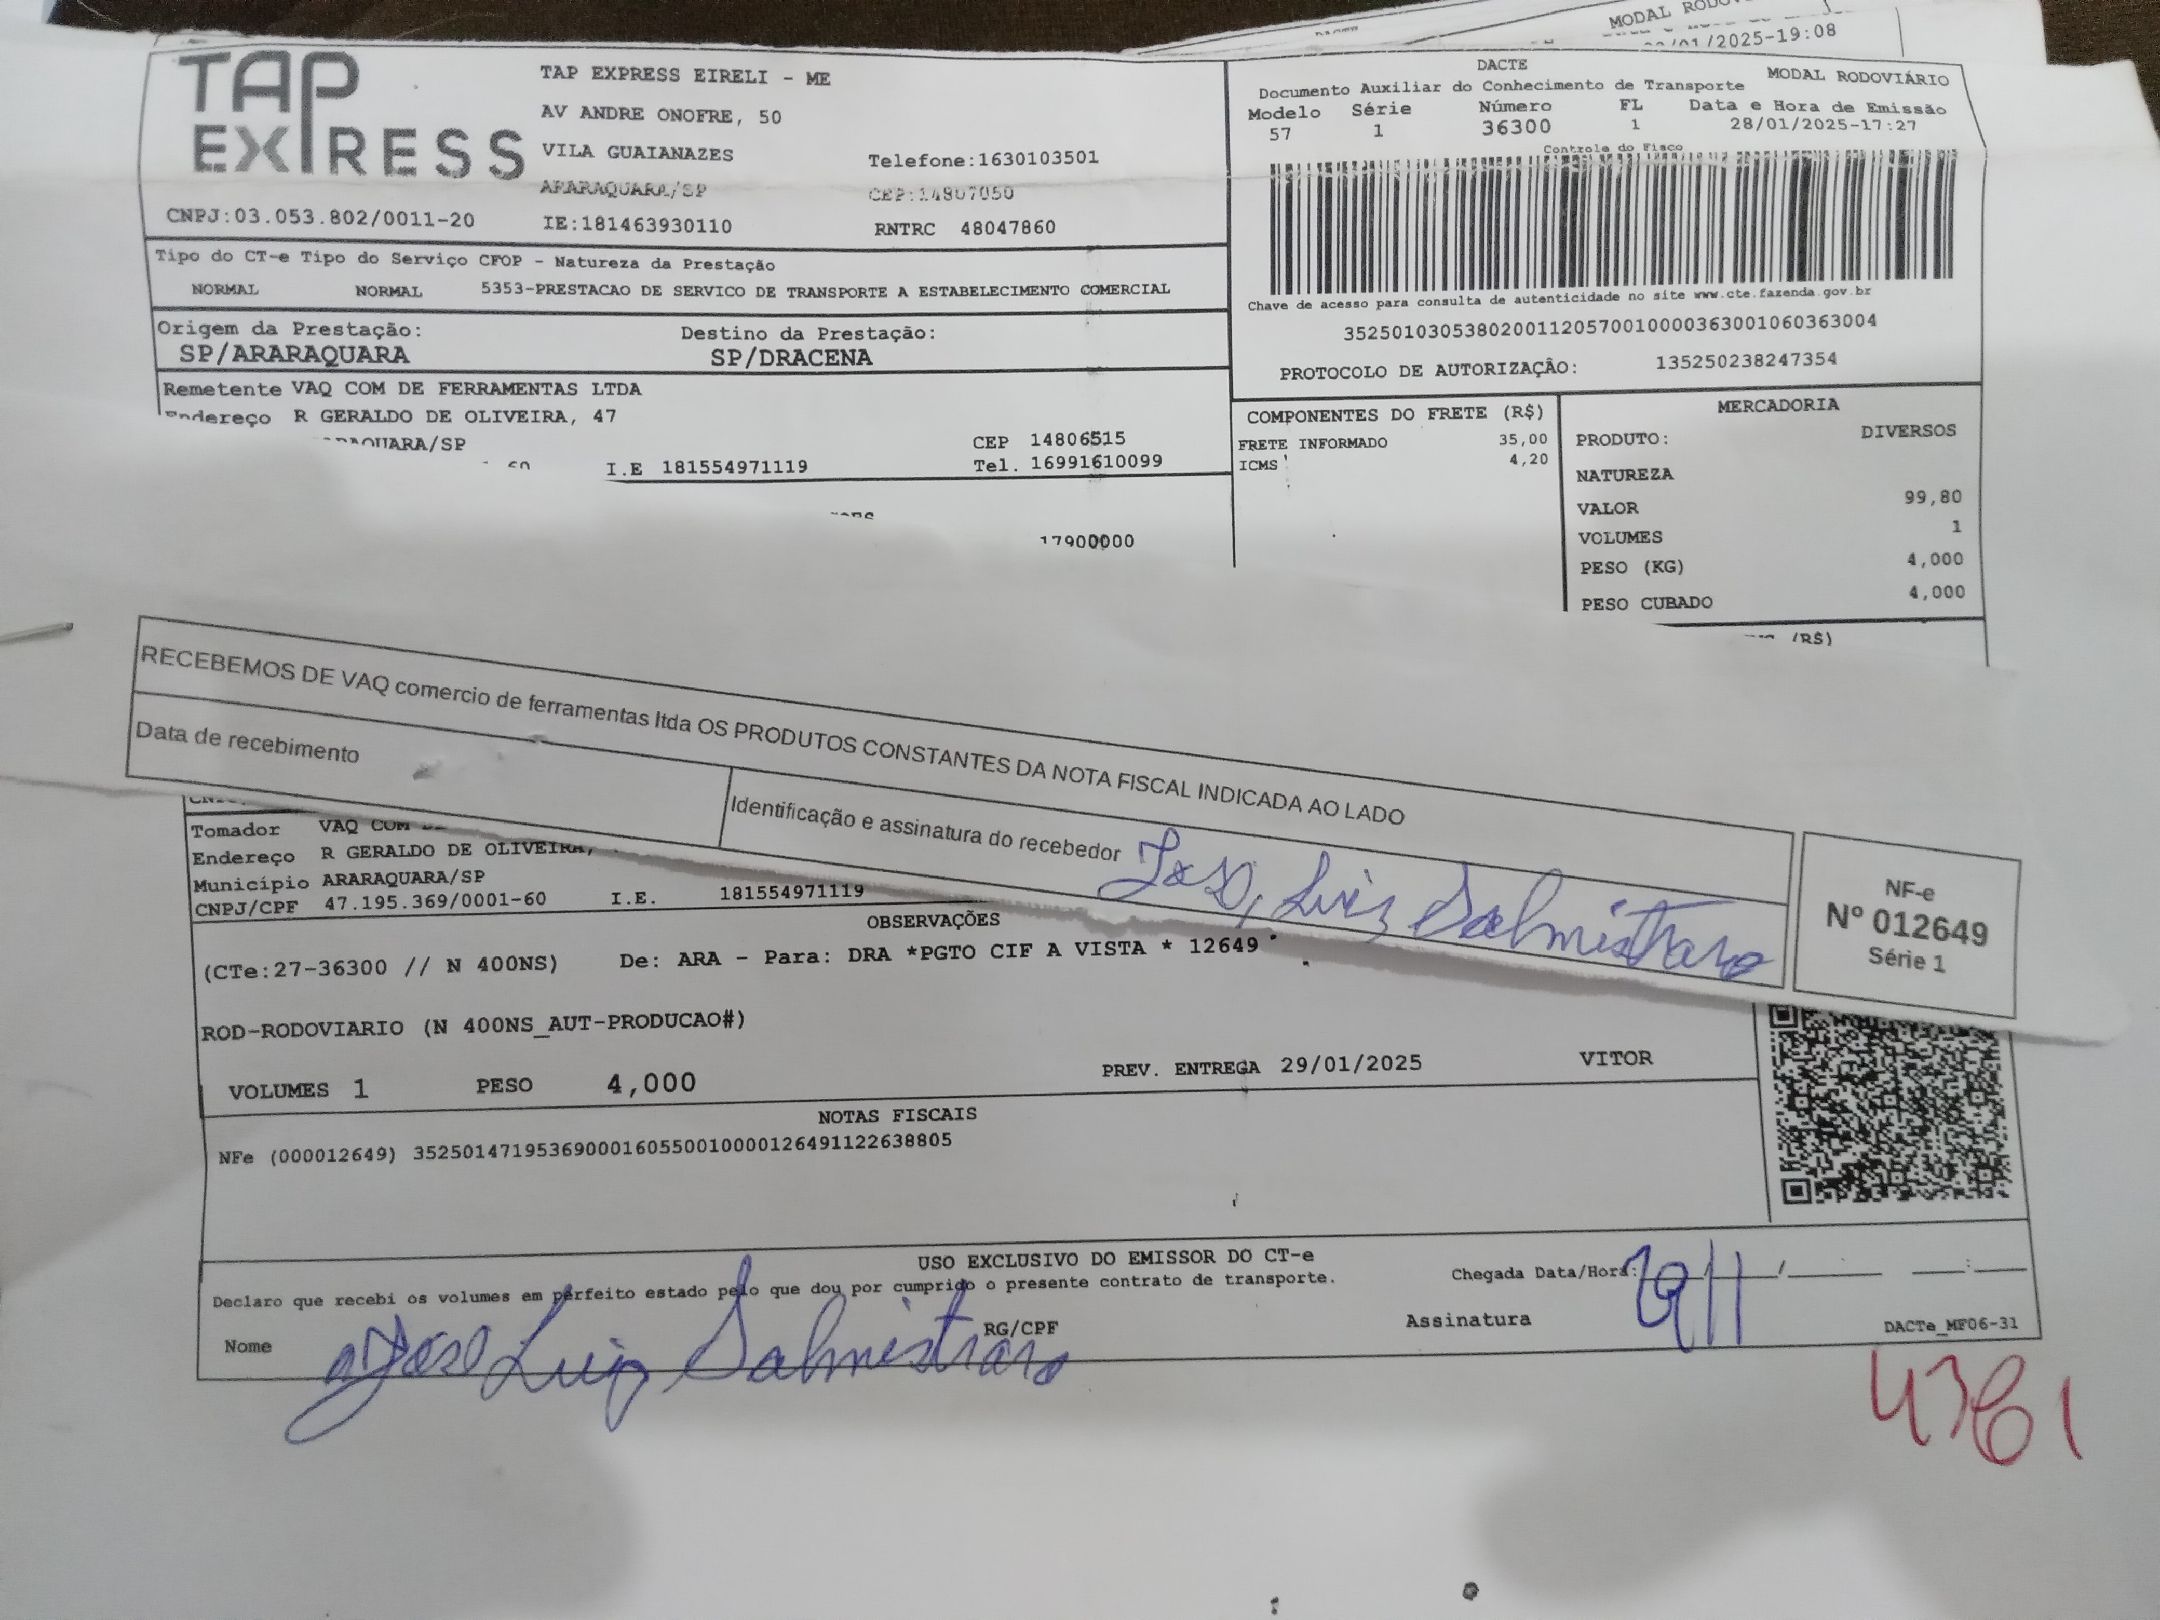 MODAL RODOV
/01/2025-19:08
TAP
EXPRESS
TAP EXPRESS EIRELI - ME
AV ANDRE ONOFRE, 50
VILA GUAIANAZES
Telefone:1630103501
ARARAQUARA/SP
CEP:14807050
CNPJ:03.053.802/0011-20
IE:181463930110
RNTRC 48047860
DACTE
Documento Auxiliar do Conhecimento de Transporte
MODAL RODOVIÁRIO
Modelo Série Número FL Data e Hora de Emissão
57 1 36300 1 28/01/2025-17:27
Controle do Fisco
Chave de acesso para consulta de autenticidade no site www.cte.fazenda.gov.br
35250103053802001120570010000363001060363004
PROTOCOLO DE AUTORIZAÇÃO: 135250238247354
Tipo do CT-e Tipo do Serviço CFOP - Natureza da Prestação
NORMAL NORMAL 5353-PRESTACAO DE SERVICO DE TRANSPORTE A ESTABELECIMENTO COMERCIAL
Origem da Prestação: Destino da Prestação:
SP/ARARAQUARA SP/DRACENA
Remetente VAQ COM DE FERRAMENTAS LTDA
Endereço R GERALDO DE OLIVEIRA, 47
ARAQUARA/SP CEP 14806515
I.E 181554971119 Tel. 16991610099
17900000
COMPONENTES DO FRETE (R$)
FRETE INFORMADO 35,00
ICMS 4,20
MERCADORIA
PRODUTO: DIVERSOS
NATUREZA
VALOR 99,80
VOLUMES 1
PESO (KG) 4,000
PESO CUBADO 4,000
(R$)
RECEBEMOS DE VAQ comercio de ferramentas ltda OS PRODUTOS CONSTANTES DA NOTA FISCAL INDICADA AO LADO
Data de recebimento
Identificação e assinatura do recebedor José Luiz Salmistraro
NF-e
Nº 012649
Série 1
Tomador VAQ COM
Endereço R GERALDO DE OLIVEIRA,
Município ARARAQUARA/SP
CNPJ/CPF 47.195.369/0001-60 I.E. 181554971119
OBSERVAÇÕES
(CTe:27-36300 // N 400NS) De: ARA - Para: DRA *PGTO CIF A VISTA * 12649
ROD-RODOVIARIO (N 400NS_AUT-PRODUCAO#)
VOLUMES 1 PESO 4,000 PREV. ENTREGA 29/01/2025 VITOR
NOTAS FISCAIS
NFe (000012649) 35250147195369000160550010000126491122638805
USO EXCLUSIVO DO EMISSOR DO CT-e
Declaro que recebi os volumes em perfeito estado pelo que dou por cumprido o presente contrato de transporte.
Chegada Data/Hora: 29/1 / :
Nome José Luiz Salmistraro RG/CPF
Assinatura
DACTe_MF06-31
4361